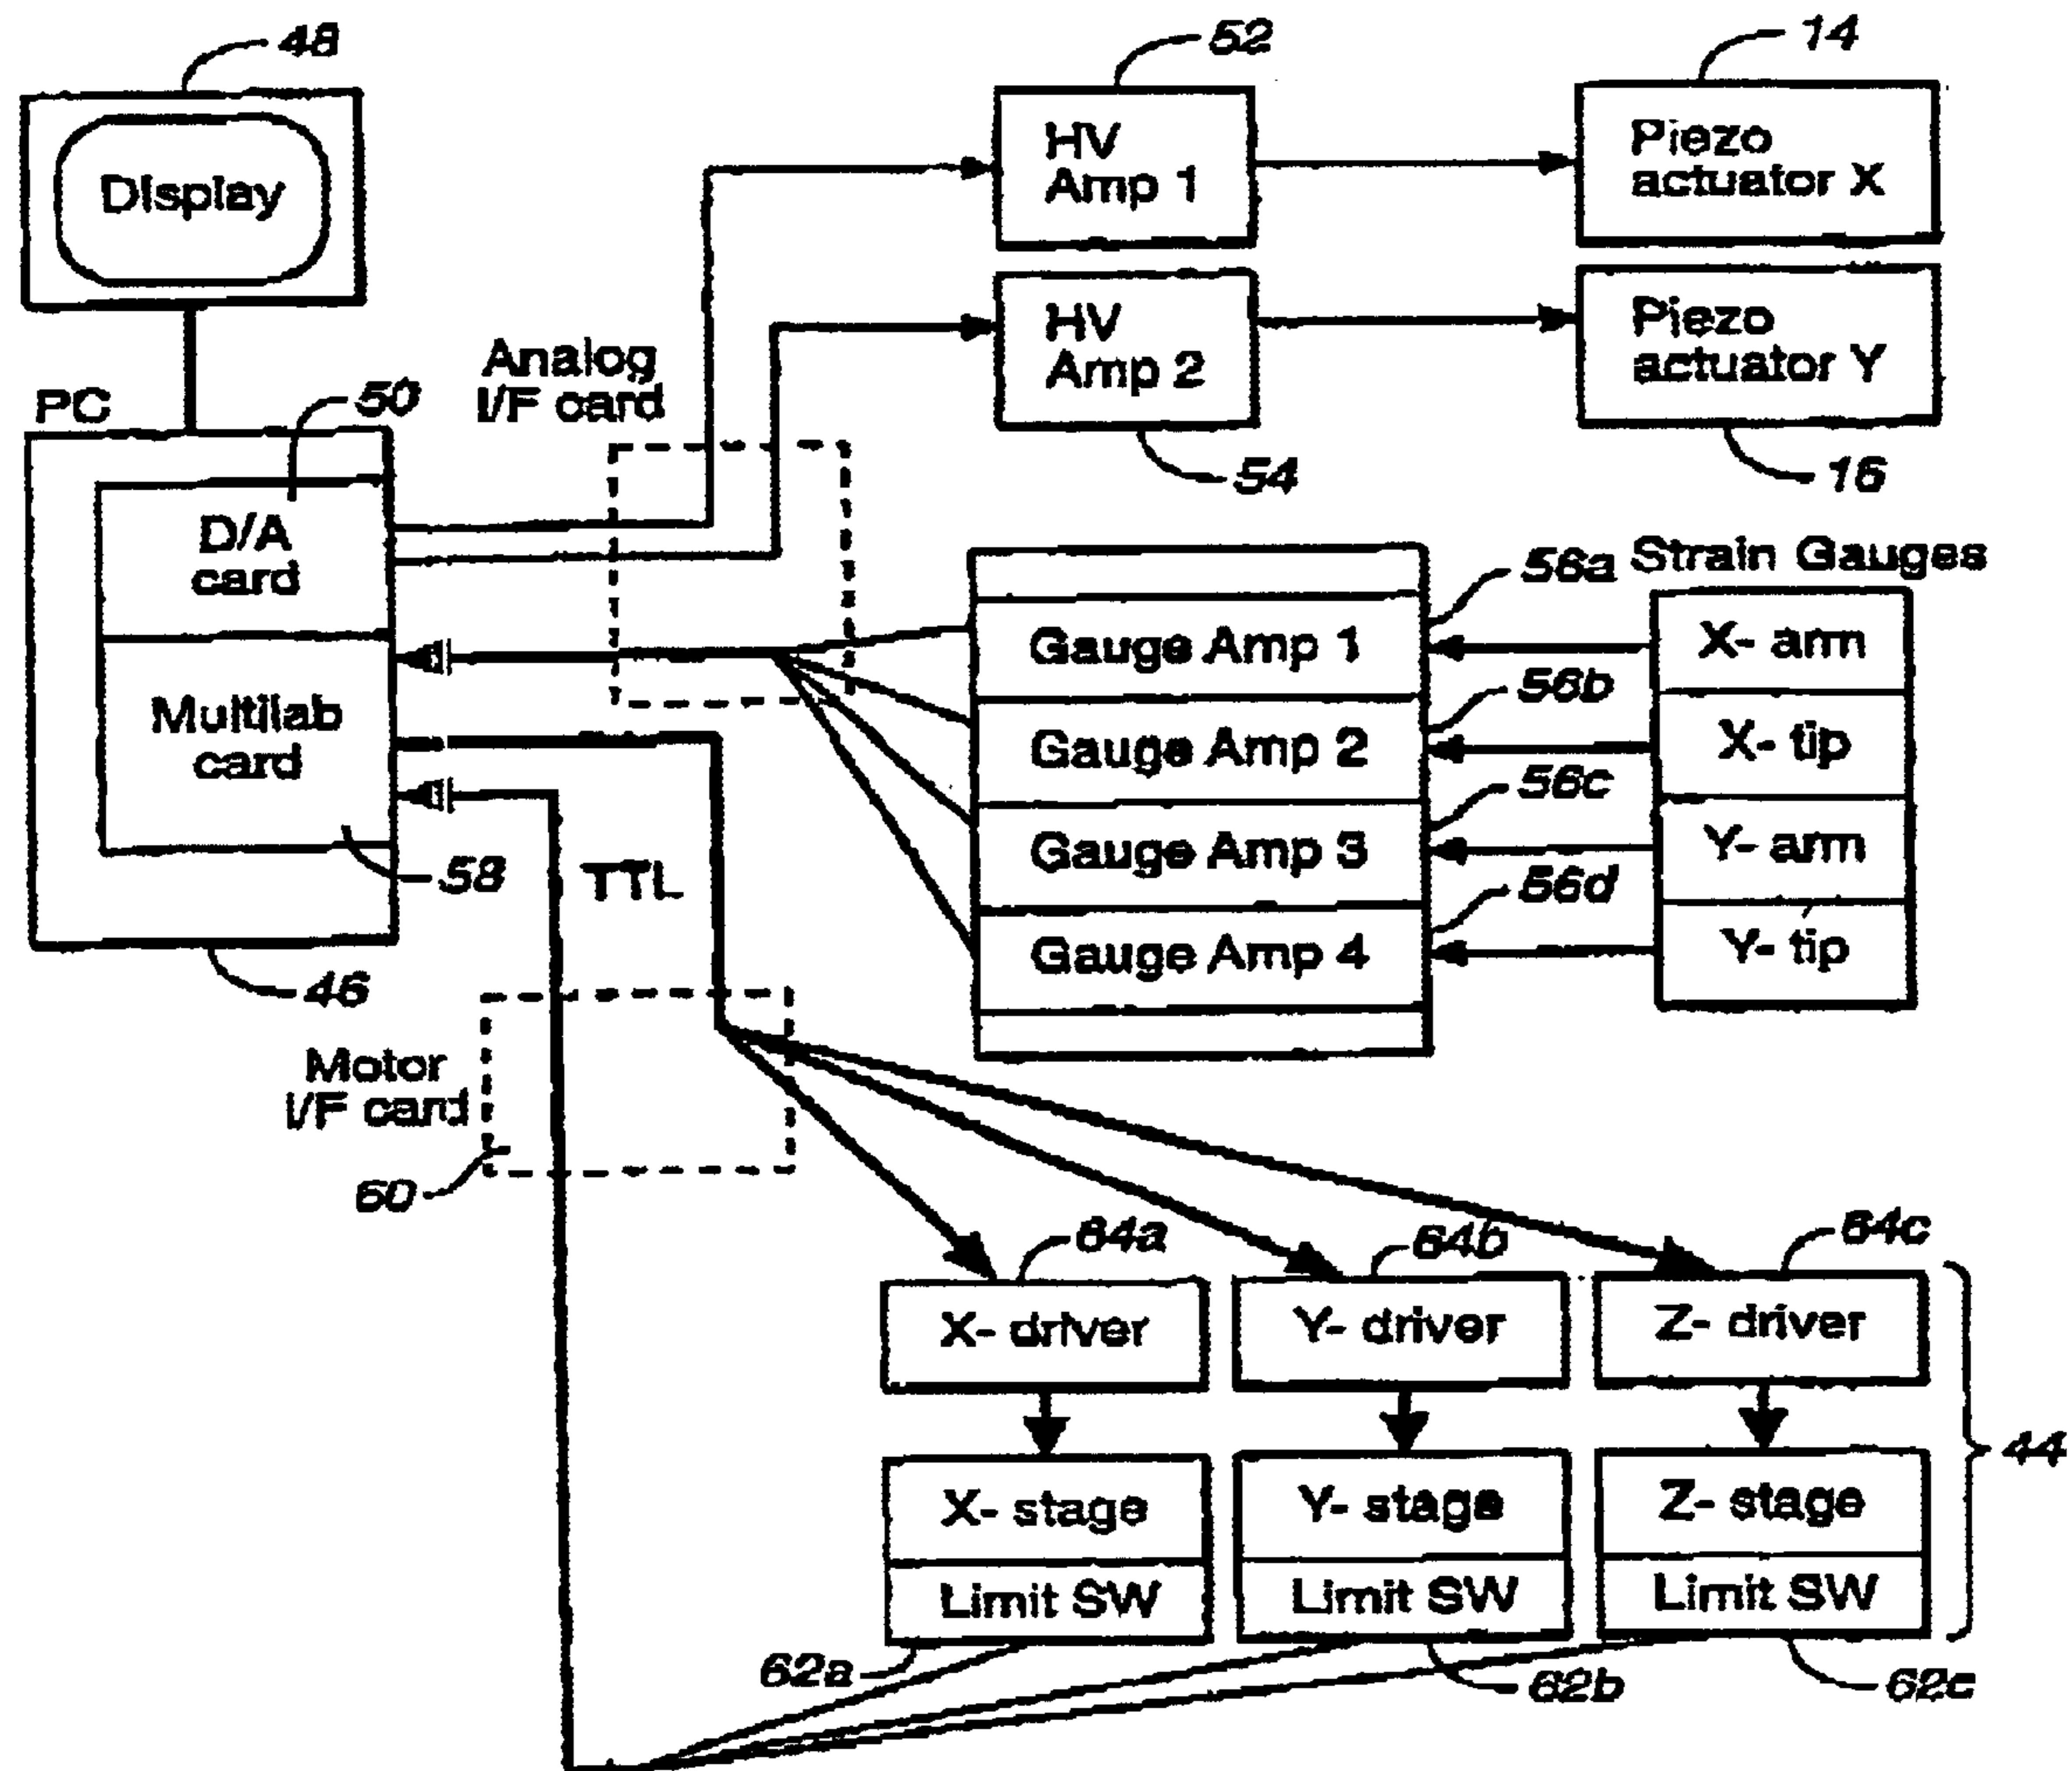 48
52
14
Display
HV
Amp 1
Piezo
actuator X
HV
Amp 2
Piezo
actuator Y
Analog
I/F card
PC
50
54
16
D/A
card
56a
Strain Gauges
Gauge Amp 1
X- arm
56b
Multilab
card
Gauge Amp 2
X- tip
56c
Gauge Amp 3
Y- arm
58
TTL
56d
Gauge Amp 4
Y- tip
46
Motor
I/F card
60
64a
64b
64c
X- driver
Y- driver
Z- driver
44
X- stage
Y- stage
Z- stage
Limit SW
Limit SW
Limit SW
62a
62b
62c